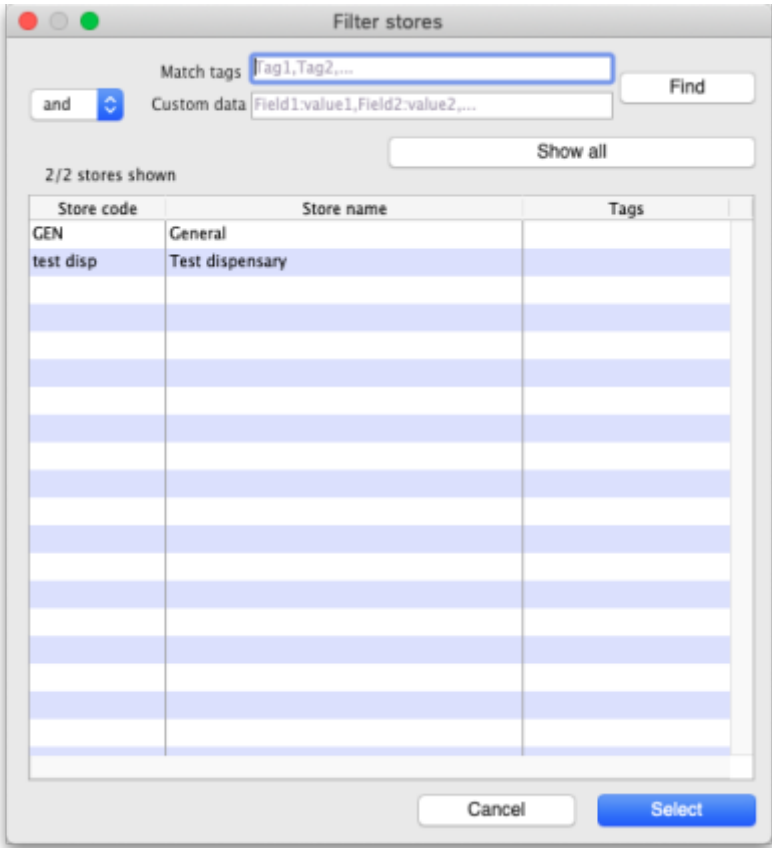 Filter stores
Match tags Tag1,Tag2,...
Find
and
Custom data Field1:value1,Field2:value2,...
Show all
2/2 stores shown
Store code Store name Tags
GEN General
test disp Test dispensary
Cancel Select